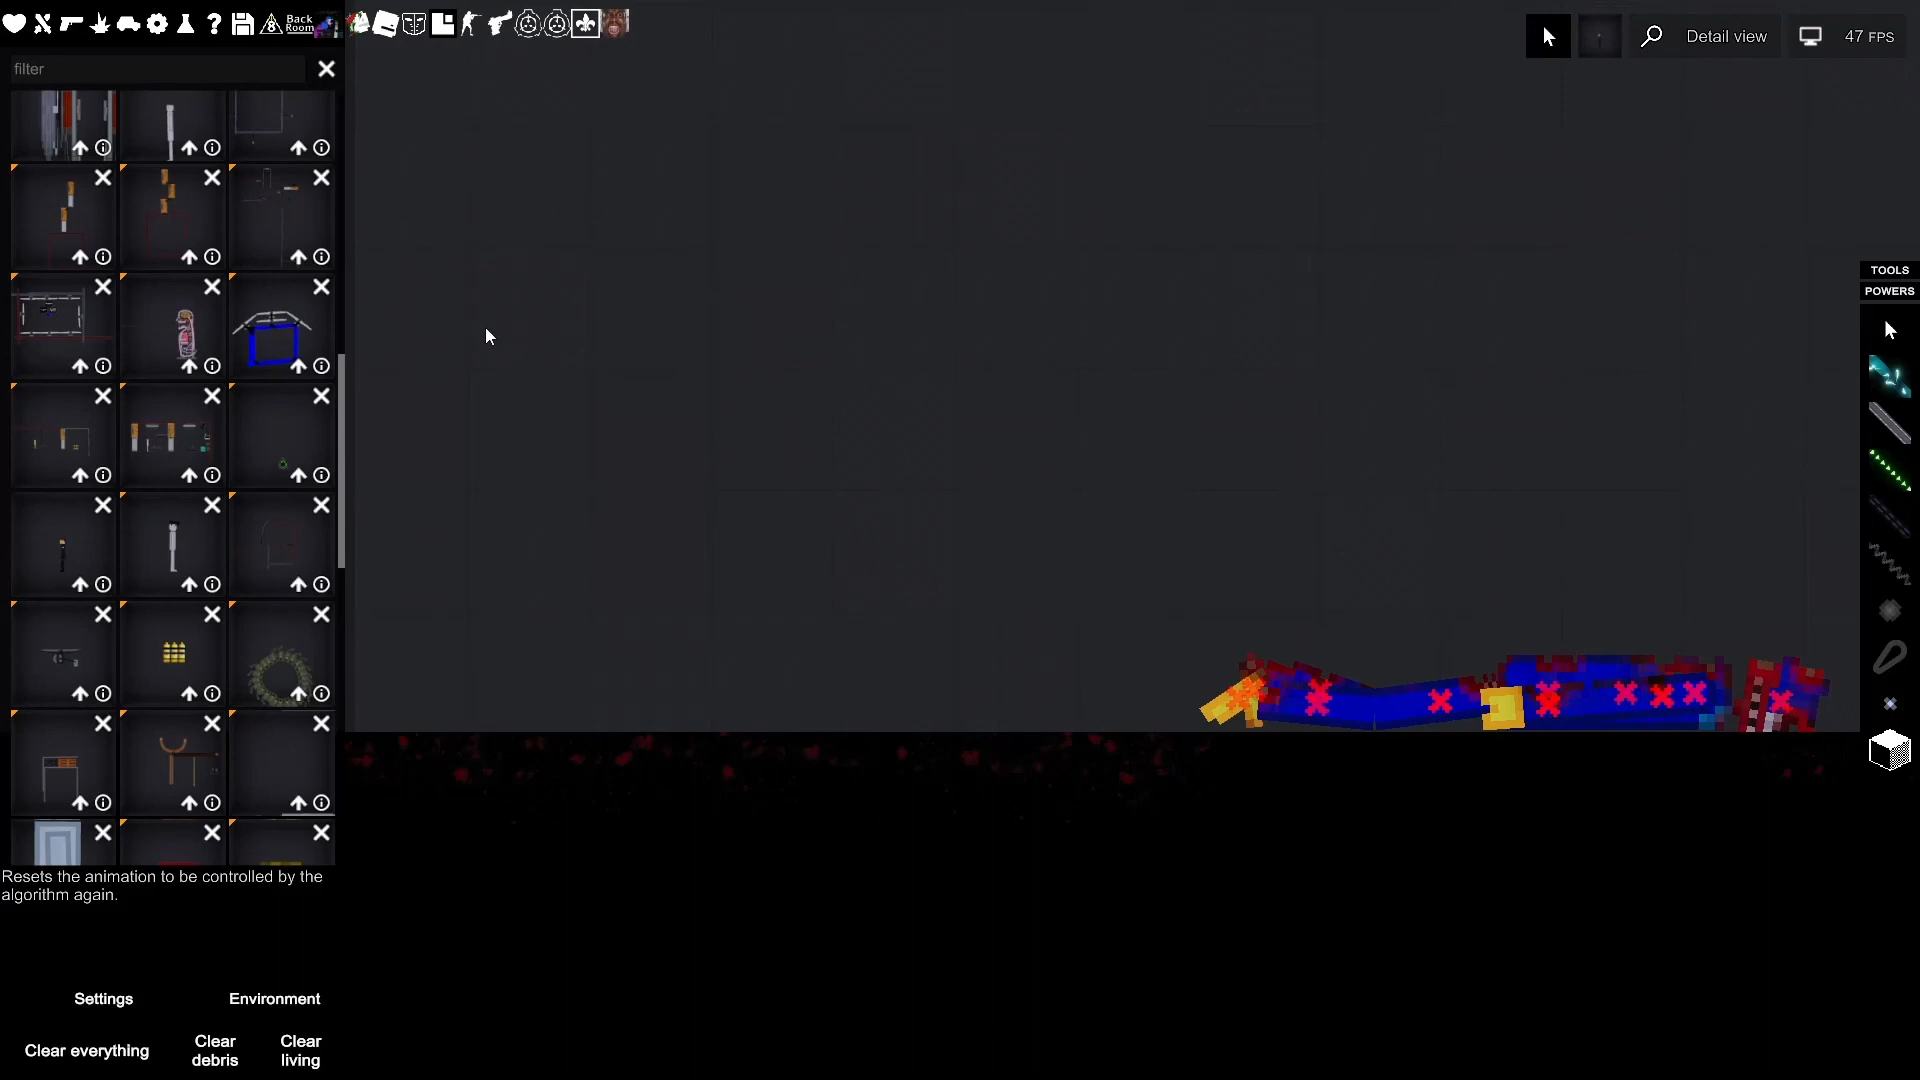 Back
Room
Detail view
47 FPS
filter
TOOLS
POWERS
Resets the animation to be controlled by the
algorithm again.
Settings
Environment
Clear everything
Clear
debris
Clear
living